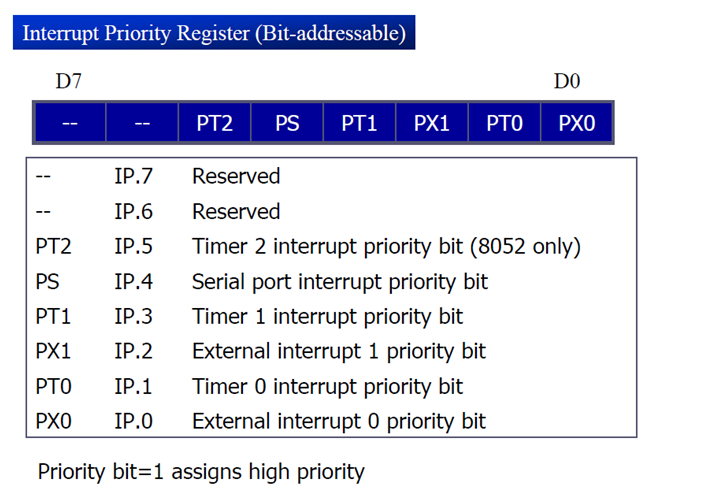 Interrupt Priority Register (Bit-addressable)
D7 D0
-- -- PT2 PS PT1 PX1 PT0 PX0
-- IP.7 Reserved
-- IP.6 Reserved
PT2 IP.5 Timer 2 interrupt priority bit (8052 only)
PS IP.4 Serial port interrupt priority bit
PT1 IP.3 Timer 1 interrupt priority bit
PX1 IP.2 External interrupt 1 priority bit
PT0 IP.1 Timer 0 interrupt priority bit
PX0 IP.0 External interrupt 0 priority bit
Priority bit=1 assigns high priority